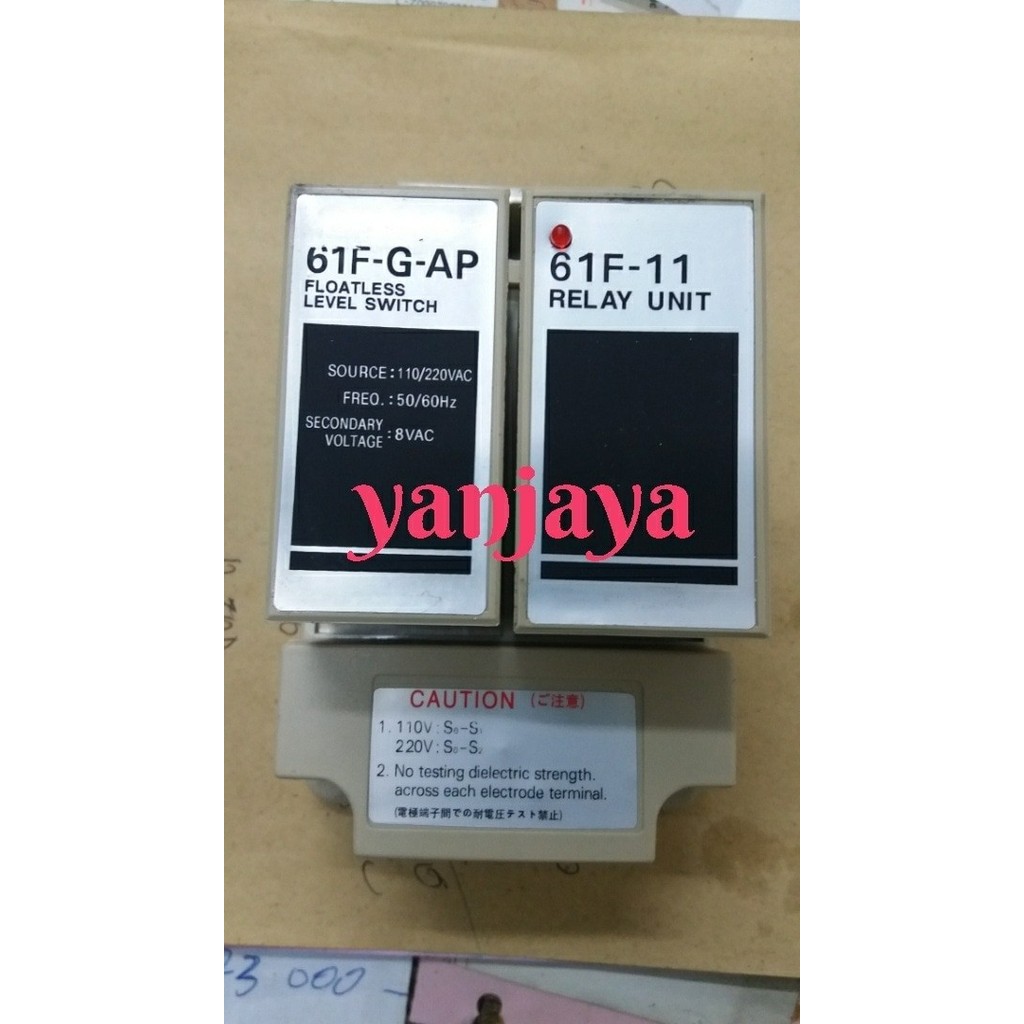 61F-G-AP
FLOATLESS
LEVEL SWITCH
SOURCE:110/220VAC
FREQ.:50/60Hz
SECONDARY
VOLTAGE :8VAC
61F-11
RELAY UNIT
yanjaya
CAUTION (ご注意)
1. 110V:S₀-S₁
220V:S₀-S₂
2. No testing dielectric strength.
across each electrode terminal.
(電極端子間での耐電圧テスト禁止)
3 000